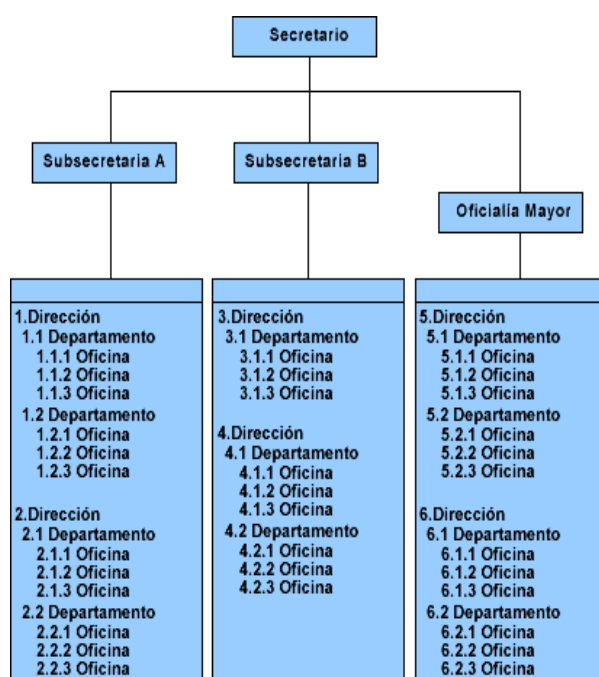 Secretario
Subsecretaria A
Subsecretaria B
Oficialía Mayor
1.Dirección
1.1 Departamento
1.1.1 Oficina
1.1.2 Oficina
1.1.3 Oficina
1.2 Departamento
1.2.1 Oficina
1.2.2 Oficina
1.2.3 Oficina
2.Dirección
2.1 Departamento
2.1.1 Oficina
2.1.2 Oficina
2.1.3 Oficina
2.2 Departamento
2.2.1 Oficina
2.2.2 Oficina
2.2.3 Oficina
3.Dirección
3.1 Departamento
3.1.1 Oficina
3.1.2 Oficina
3.1.3 Oficina
4.Dirección
4.1 Departamento
4.1.1 Oficina
4.1.2 Oficina
4.1.3 Oficina
4.2 Departamento
4.2.1 Oficina
4.2.2 Oficina
4.2.3 Oficina
5.Dirección
5.1 Departamento
5.1.1 Oficina
5.1.2 Oficina
5.1.3 Oficina
5.2 Departamento
5.2.1 Oficina
5.2.2 Oficina
5.2.3 Oficina
6.Dirección
6.1 Departamento
6.1.1 Oficina
6.1.2 Oficina
6.1.3 Oficina
6.2 Departamento
6.2.1 Oficina
6.2.2 Oficina
6.2.3 Oficina